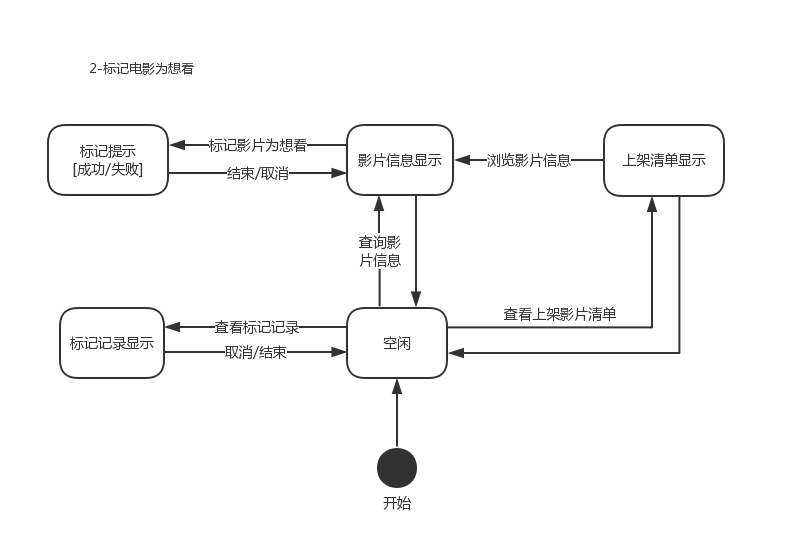 2-标记电影为想看
标记影片为想看
标记提示
[成功/失败]
结束/取消
影片信息显示
浏览影片信息
上架清单显示
查询影
片信息
查看上架影片清单
查看标记记录
标记记录显示
取消/结束
空闲
开始